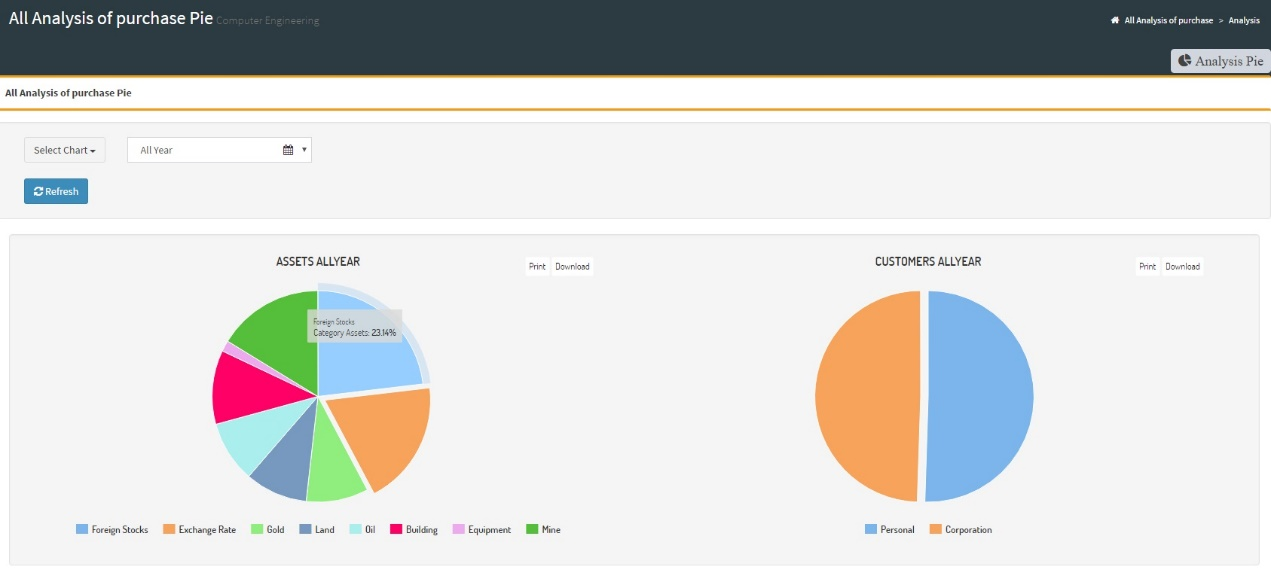 All Analysis of purchase Pie Computer Engineering
All Analysis of purchase > Analysis
Analysis Pie
All Analysis of purchase Pie
Select Chart
All Year
Refresh
ASSETS ALLYEAR
Print Download
Foreign Stocks
Category Assets: 23.14%
Foreign Stocks Exchange Rate Gold Land Oil Building Equipment Mine
CUSTOMERS ALLYEAR
Print Download
Personal Corporation